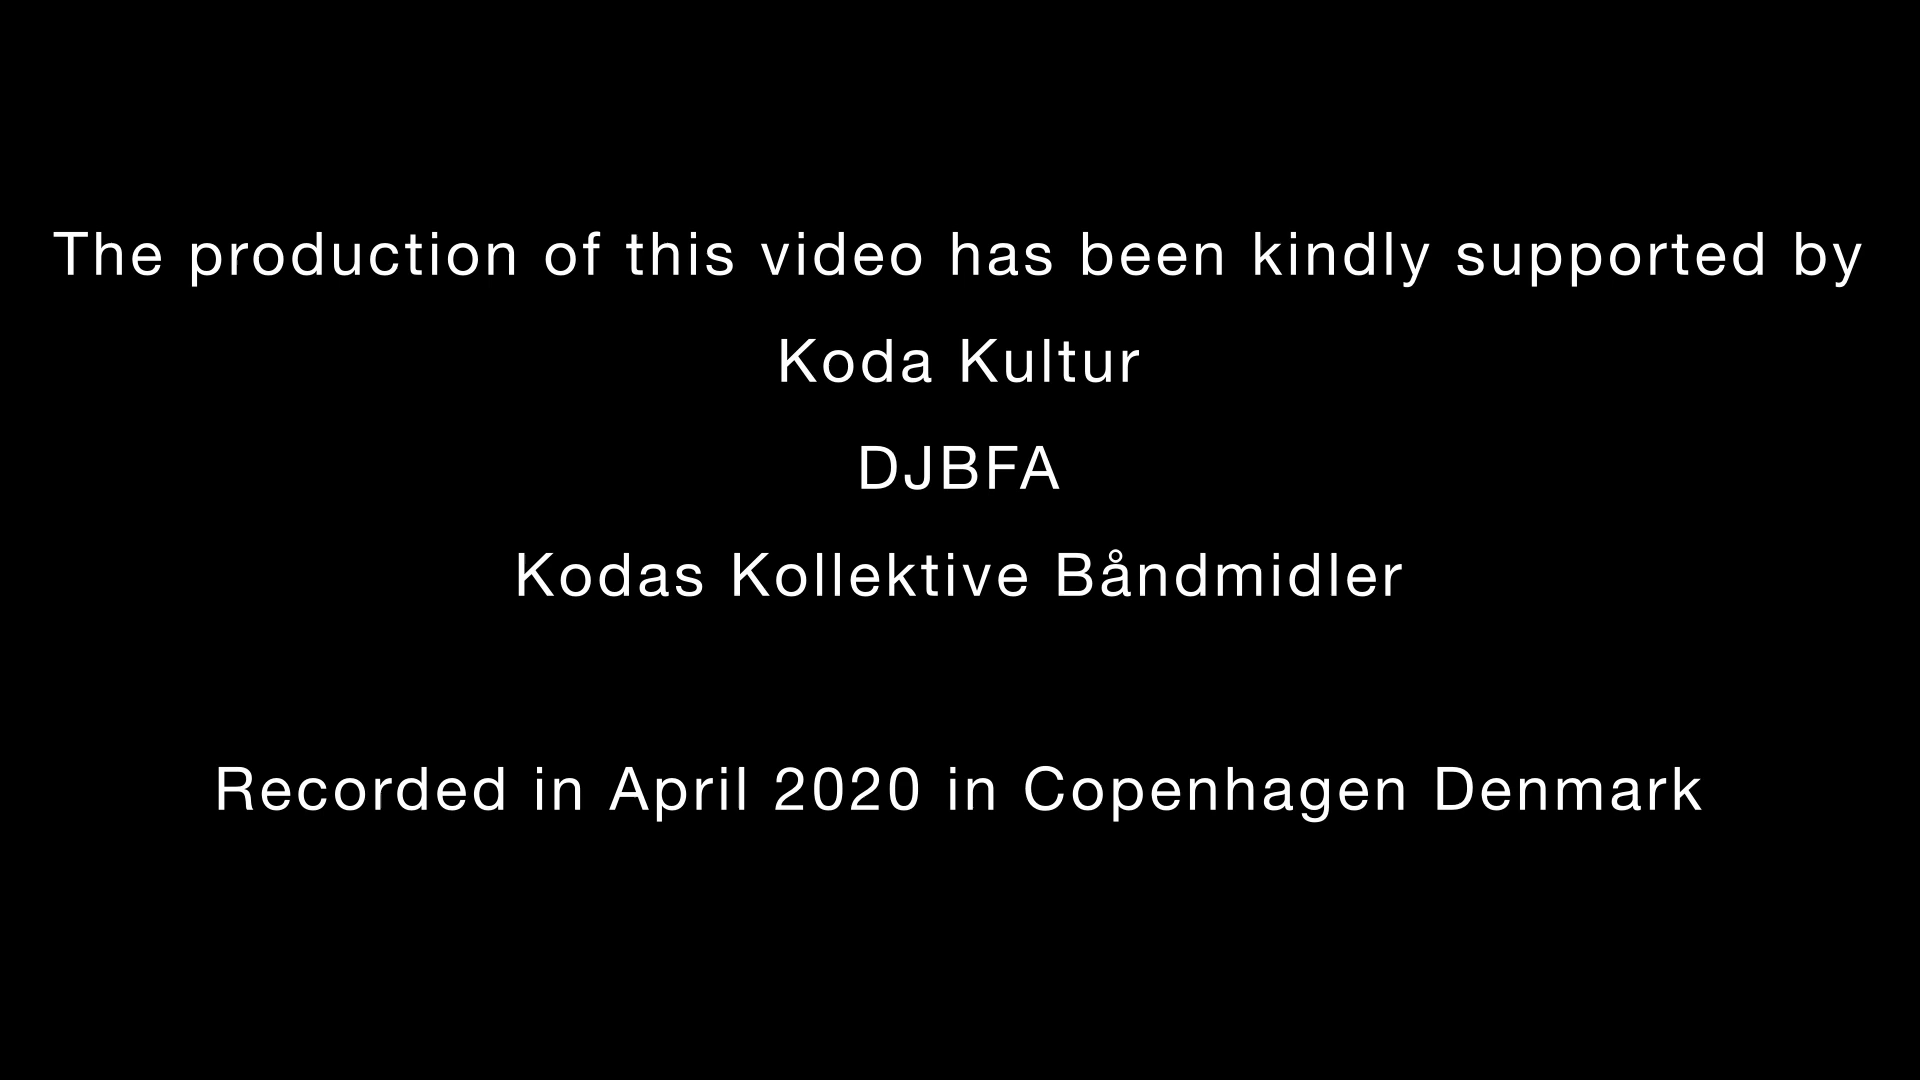 The production of this video has been kindly supported by
Koda Kultur
DJBFA
Kodas Kollektive Båndmidler
Recorded in April 2020 in Copenhagen Denmark